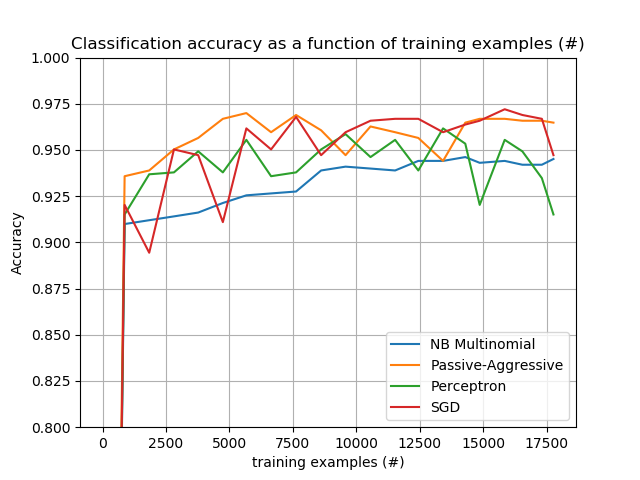 Classification accuracy as a function of training examples (#)
1.000
0.975
0.950
0.925
0.900
0.875
0.850
0.825
0.800
Accuracy
NB Multinomial
Passive-Aggressive
Perceptron
SGD
0 2500 5000 7500 10000 12500 15000 17500
training examples (#)